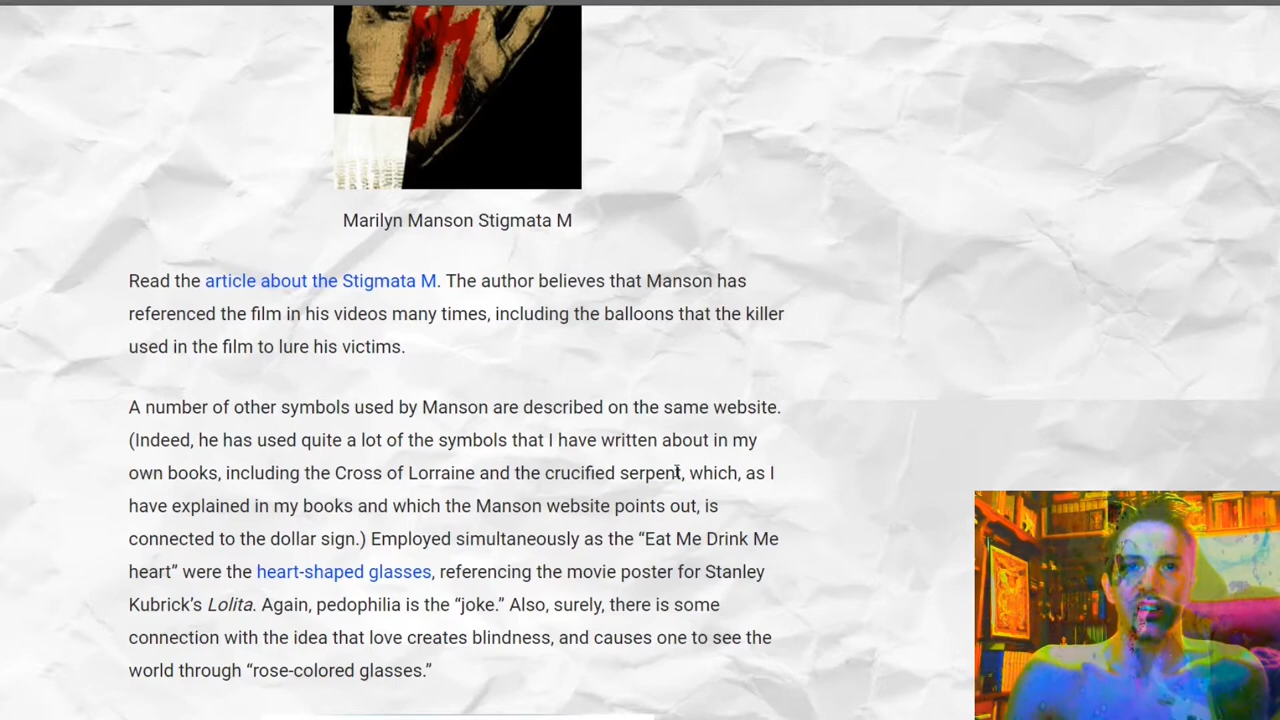 Marilyn Manson Stigmata M
Read the article about the Stigmata M. The author believes that Manson has
referenced the film in his videos many times, including the balloons that the killer
used in the film to lure his victims.
A number of other symbols used by Manson are described on the same website.
(Indeed, he has used quite a lot of the symbols that I have written about in my
own books, including the Cross of Lorraine and the crucified serpent, which, as I
have explained in my books and which the Manson website points out, is
connected to the dollar sign.) Employed simultaneously as the “Eat Me Drink Me
heart” were the heart-shaped glasses, referencing the movie poster for Stanley
Kubrick’s Lolita. Again, pedophilia is the “joke.” Also, surely, there is some
connection with the idea that love creates blindness, and causes one to see the
world through “rose-colored glasses.”